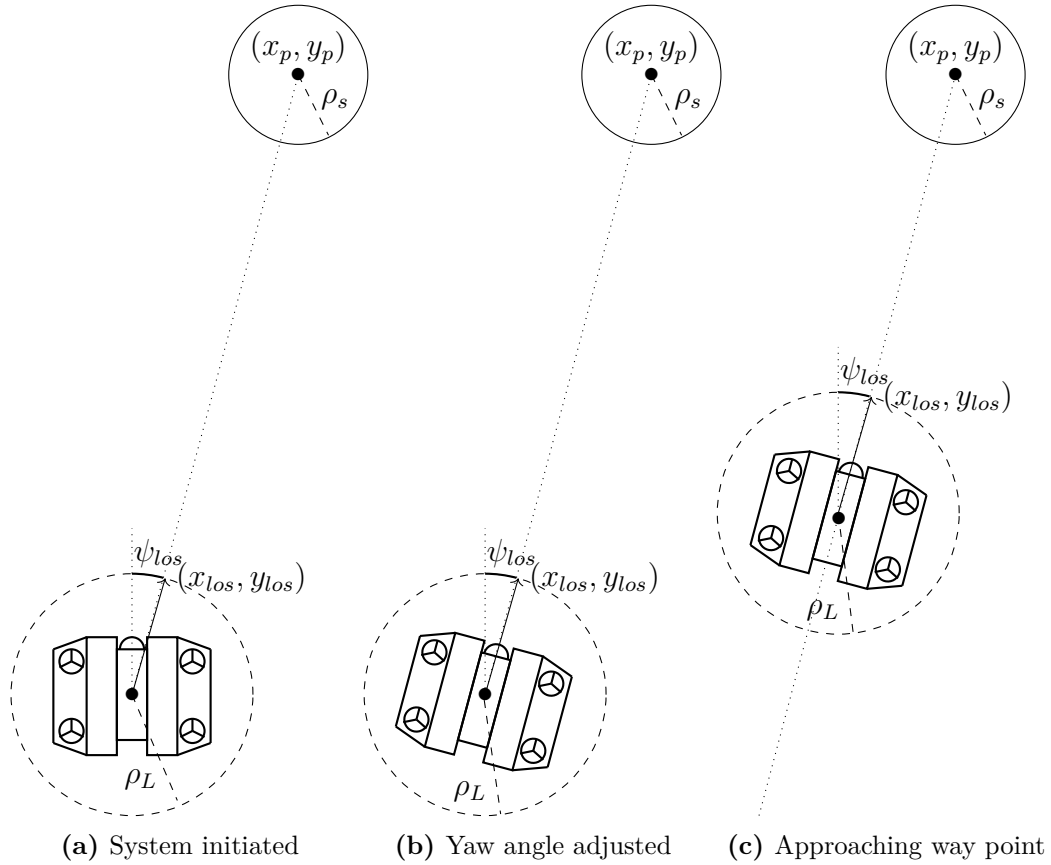 (x_p, y_p) (x_p, y_p) (x_p, y_p)
ρ_s ρ_s ρ_s
ψ_los
(x_los, y_los)
ρ_L
ψ_los ψ_los
(x_los, y_los) (x_los, y_los)
ρ_L ρ_L
(a) System initiated (b) Yaw angle adjusted (c) Approaching way point